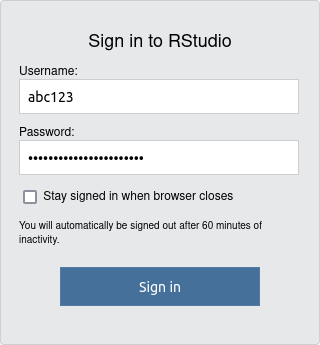 Sign in to RStudio
Username:
abc123
Password:
••••••••••••••••••••••••
Stay signed in when browser closes
You will automatically be signed out after 60 minutes of
inactivity.
Sign in